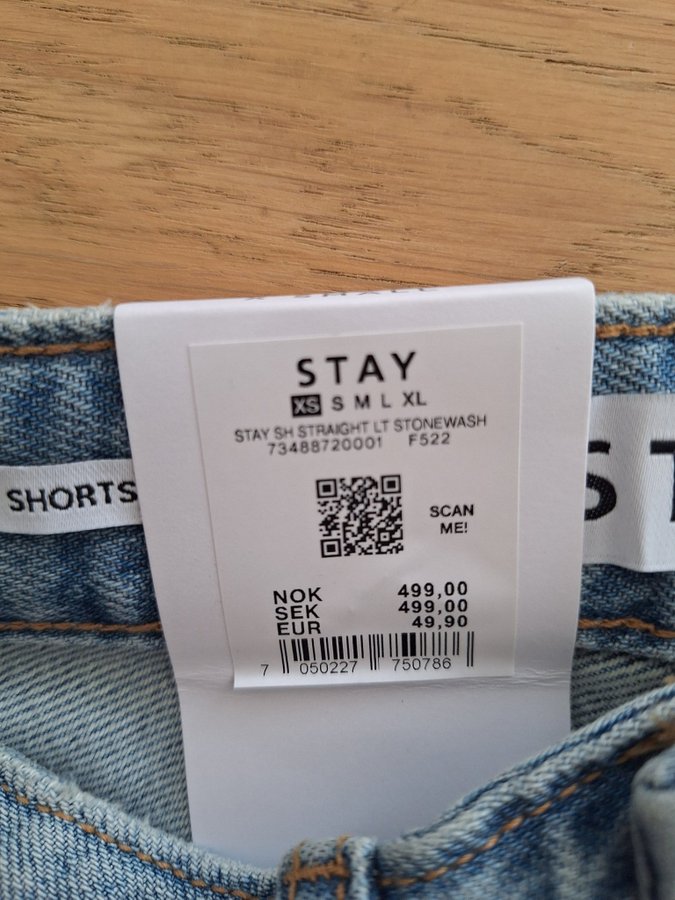 STAY
XS S M L XL
STAY SH STRAIGHT LT STONEWASH
73488720001 F522
SHORTS
SCAN
ME!
NOK 499,00
SEK 499,00
EUR 49,90
7 050227 750786